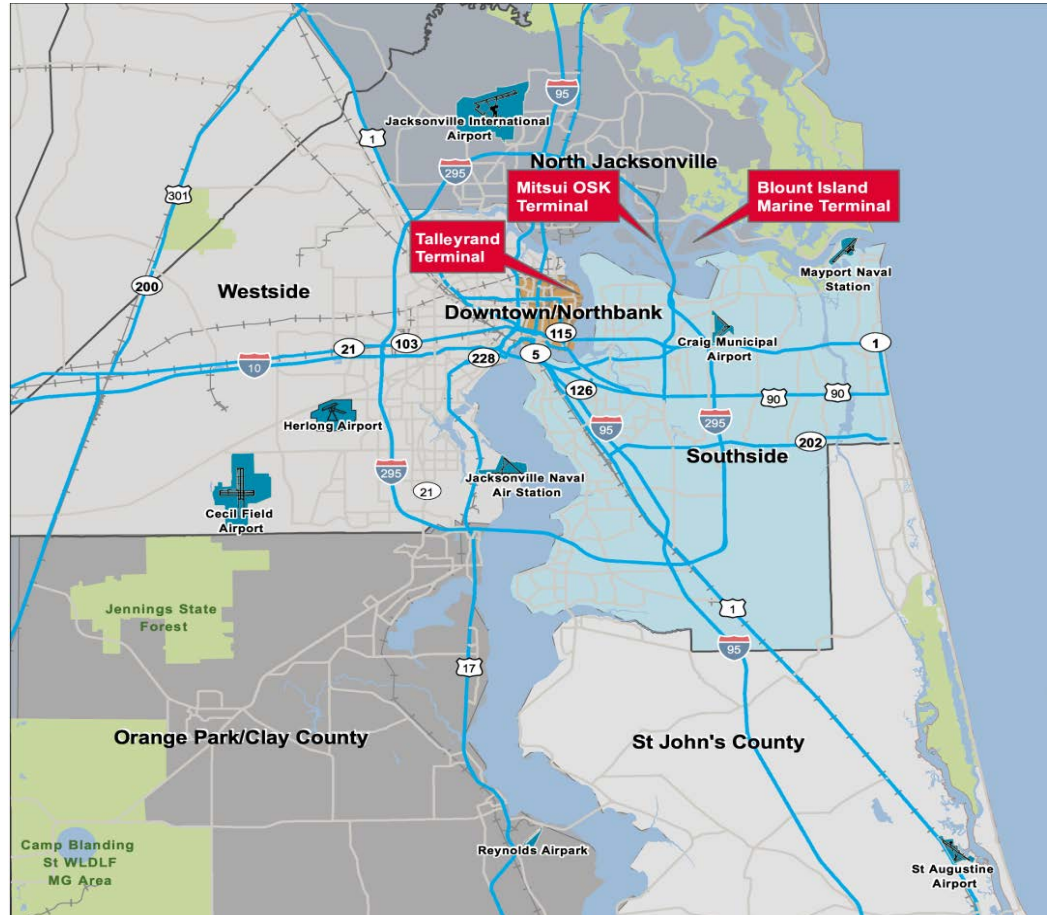 95
Jacksonville International
Airport
1
295
North Jacksonville
301
Mitsui OSK
Terminal
Blount Island
Marine Terminal
Talleyrand
Terminal
Mayport Naval
Station
200
Westside
Downtown/Northbank
115
Craig Municipal
Airport
1
21
103
228
5
10
126
90
90
Herlong Airport
95
295
202
Southside
295
21
Jacksonville Naval
Air Station
Cecil Field
Airport
Jennings State
Forest
1
95
17
Orange Park/Clay County
St John's County
Camp Blanding
St WLDLF
MG Area
Reynolds Airpark
St Augustine
Airport